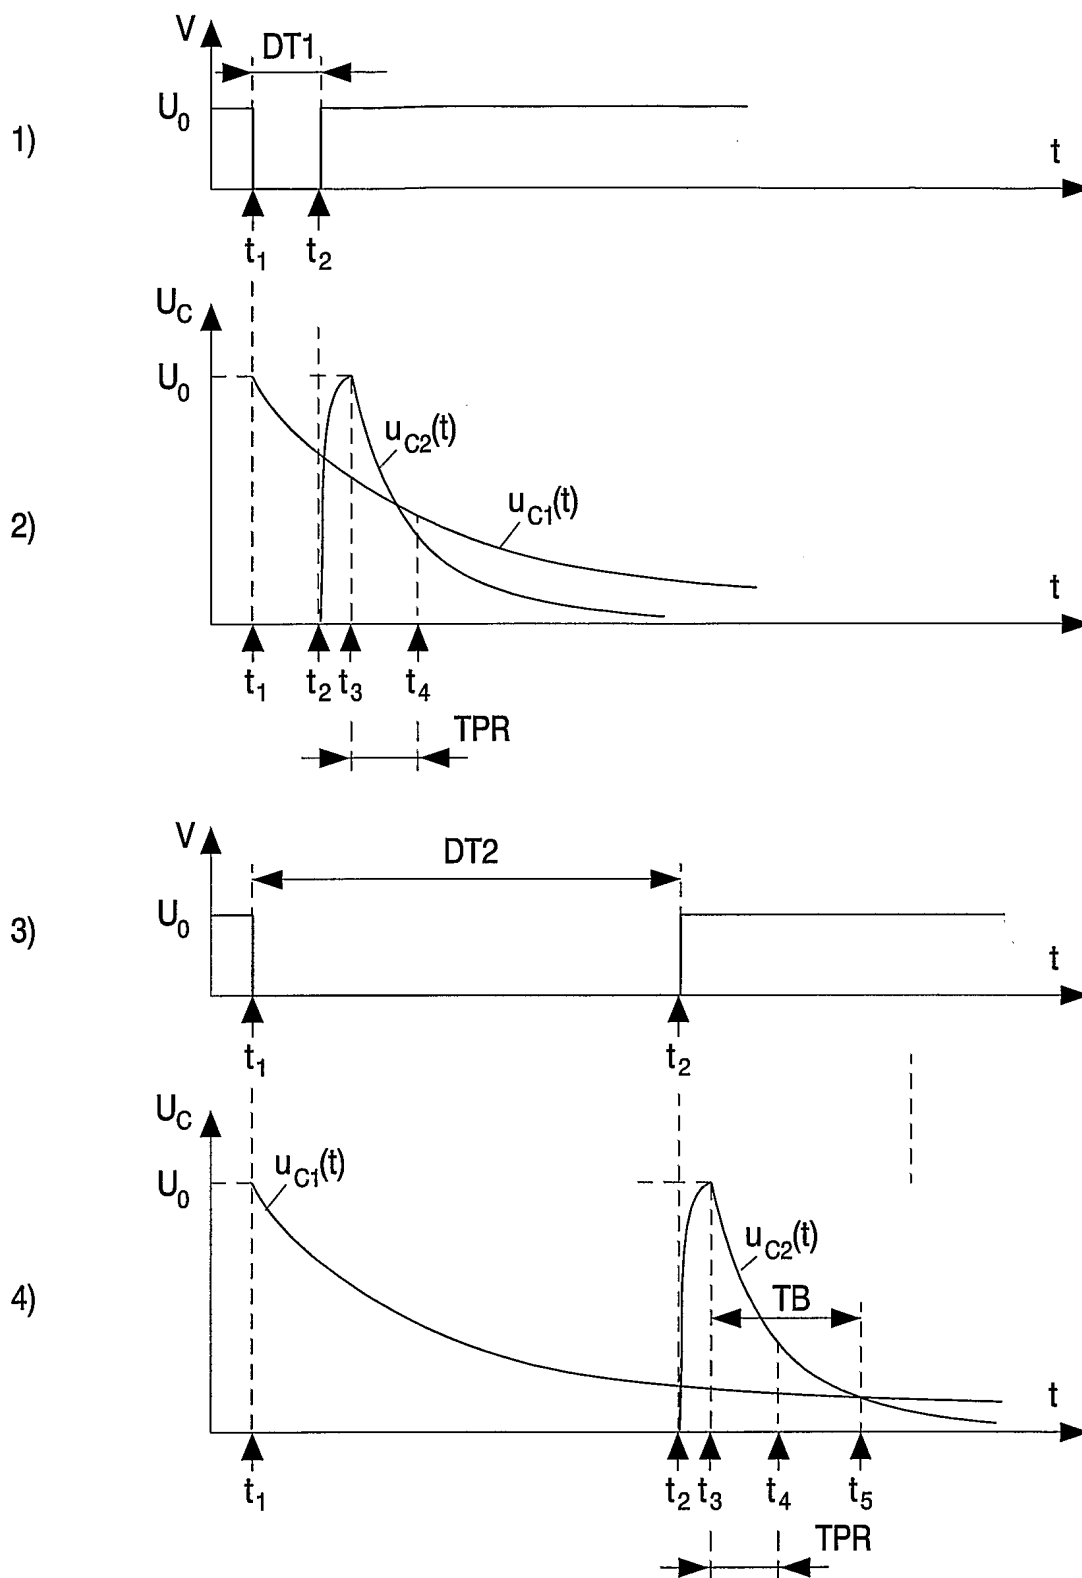 V
DT1
U0
1)
t
t1
t2
UC
U0
uC2(t)
uC1(t)
2)
t
t1
t2
t3
t4
TPR
V
DT2
U0
3)
t
t1
t2
UC
U0
uC1(t)
uC2(t)
TB
4)
t
t1
t2
t3
t4
t5
TPR